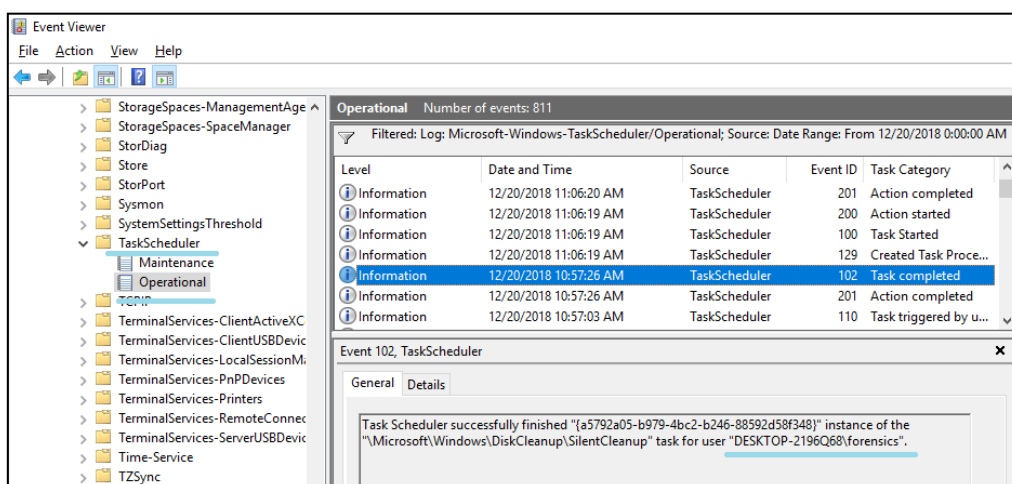 Event Viewer
File Action View Help
StorageSpaces-ManagementAge
StorageSpaces-SpaceManager
StorDiag
Store
StorPort
Sysmon
SystemSettingsThreshold
TaskScheduler
Maintenance
Operational
TCPIP
TerminalServices-ClientActiveXC
TerminalServices-ClientUSBDevic
TerminalServices-LocalSessionMa
TerminalServices-PnPDevices
TerminalServices-Printers
TerminalServices-RemoteConnec
TerminalServices-ServerUSBDevic
Time-Service
TZSync
Operational Number of events: 811
Filtered: Log: Microsoft-Windows-TaskScheduler/Operational; Source: Date Range: From 12/20/2018 0:00:00 AM
Level Date and Time Source Event ID Task Category
Information 12/20/2018 11:06:20 AM TaskScheduler 201 Action completed
Information 12/20/2018 11:06:19 AM TaskScheduler 200 Action started
Information 12/20/2018 11:06:19 AM TaskScheduler 100 Task Started
Information 12/20/2018 11:06:19 AM TaskScheduler 129 Created Task Proce...
Information 12/20/2018 10:57:26 AM TaskScheduler 102 Task completed
Information 12/20/2018 10:57:26 AM TaskScheduler 201 Action completed
Information 12/20/2018 10:57:03 AM TaskScheduler 110 Task triggered by u...
Event 102, TaskScheduler
General Details
Task Scheduler successfully finished "{a5792a05-b979-4bc2-b246-88592d58f348}" instance of the
"\Microsoft\Windows\DiskCleanup\SilentCleanup" task for user "DESKTOP-2196Q68\forensics".